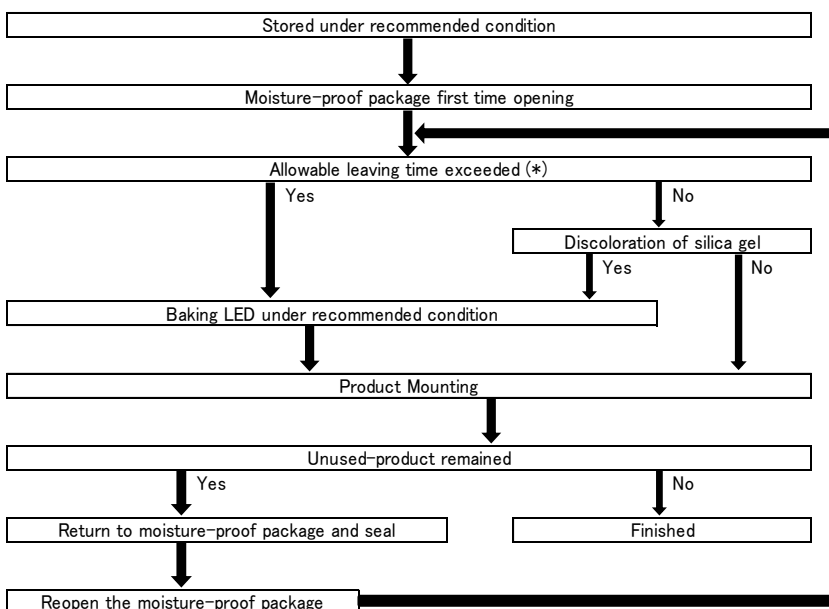 Stored under recommended condition
Moisture-proof package first time opening
Allowable leaving time exceeded (*)
Yes
No
Discoloration of silica gel
Yes
No
Baking LED under recommended condition
Product Mounting
Unused-product remained
Yes
No
Return to moisture-proof package and seal
Finished
Reopen the moisture-proof package